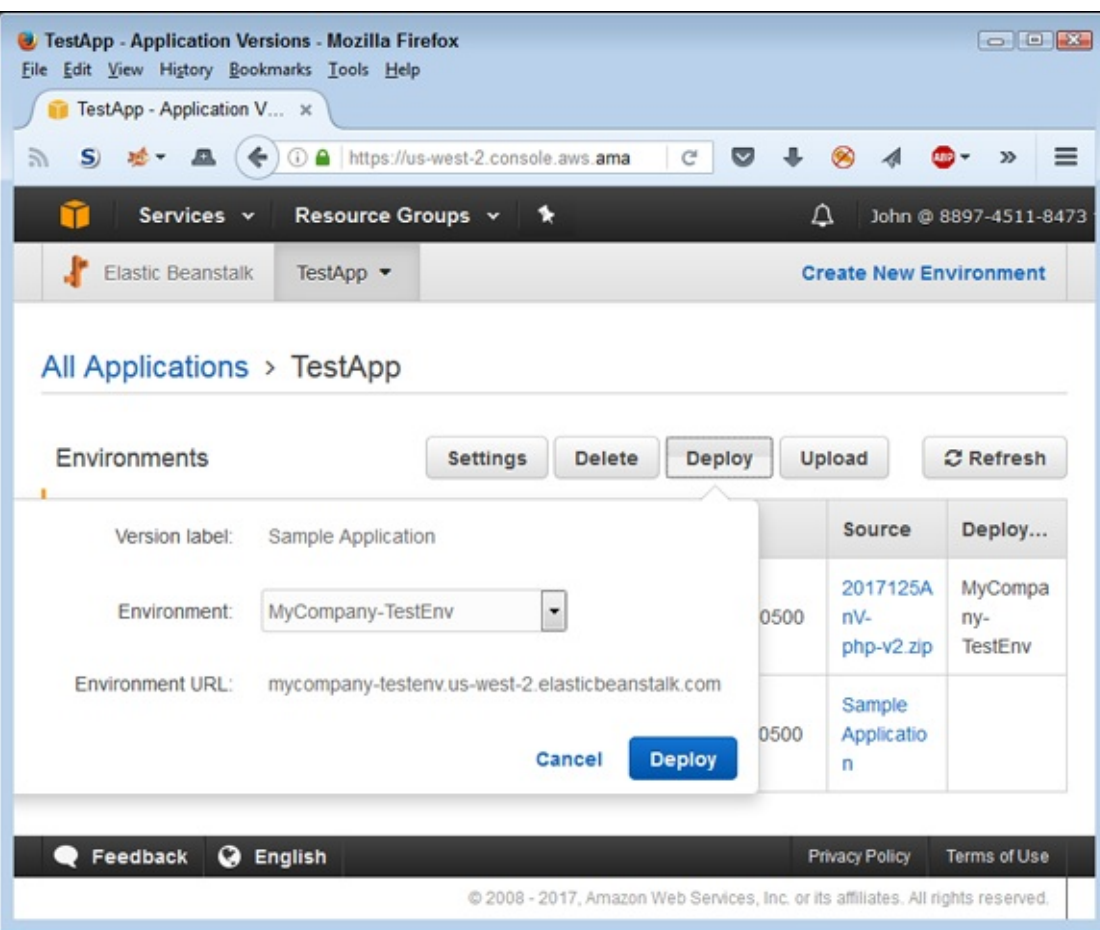 TestApp - Application Versions - Mozilla Firefox
File Edit View History Bookmarks Tools Help
TestApp - Application V... ×
S https://us-west-2.console.aws.ama ABP »
Services Resource Groups John @ 8897-4511-8473
Elastic Beanstalk TestApp Create New Environment
All Applications > TestApp
Environments Settings Delete Deploy Upload Refresh
Version label: Sample Application
Source Deploy...
Environment: MyCompany-TestEnv
0500
2017125A
nV-
php-v2.zip
MyCompa
ny-
TestEnv
Environment URL: mycompany-testenv.us-west-2.elasticbeanstalk.com
0500
Sample
Applicatio
n
Cancel Deploy
Feedback English Privacy Policy Terms of Use
© 2008 - 2017, Amazon Web Services, Inc. or its affiliates. All rights reserved.